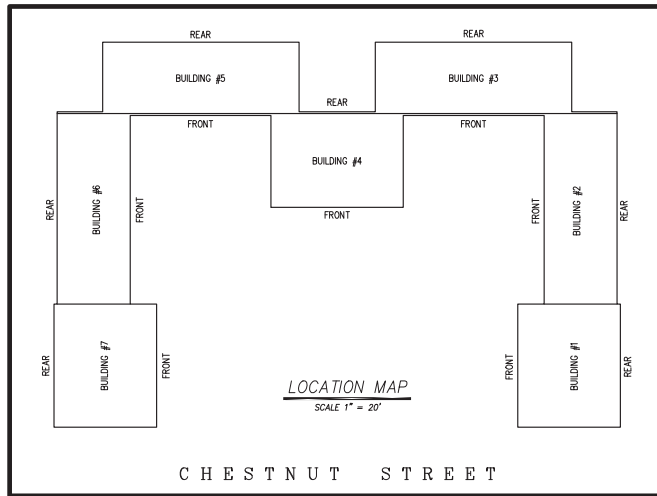 REAR
REAR
BUILDING #5
BUILDING #3
REAR
FRONT
FRONT
BUILDING #4
FRONT
REAR
BUILDING #6
FRONT
FRONT
BUILDING #2
REAR
REAR
BUILDING #7
FRONT
FRONT
BUILDING #1
REAR
LOCATION MAP
SCALE 1" = 20'
CHESTNUT STREET